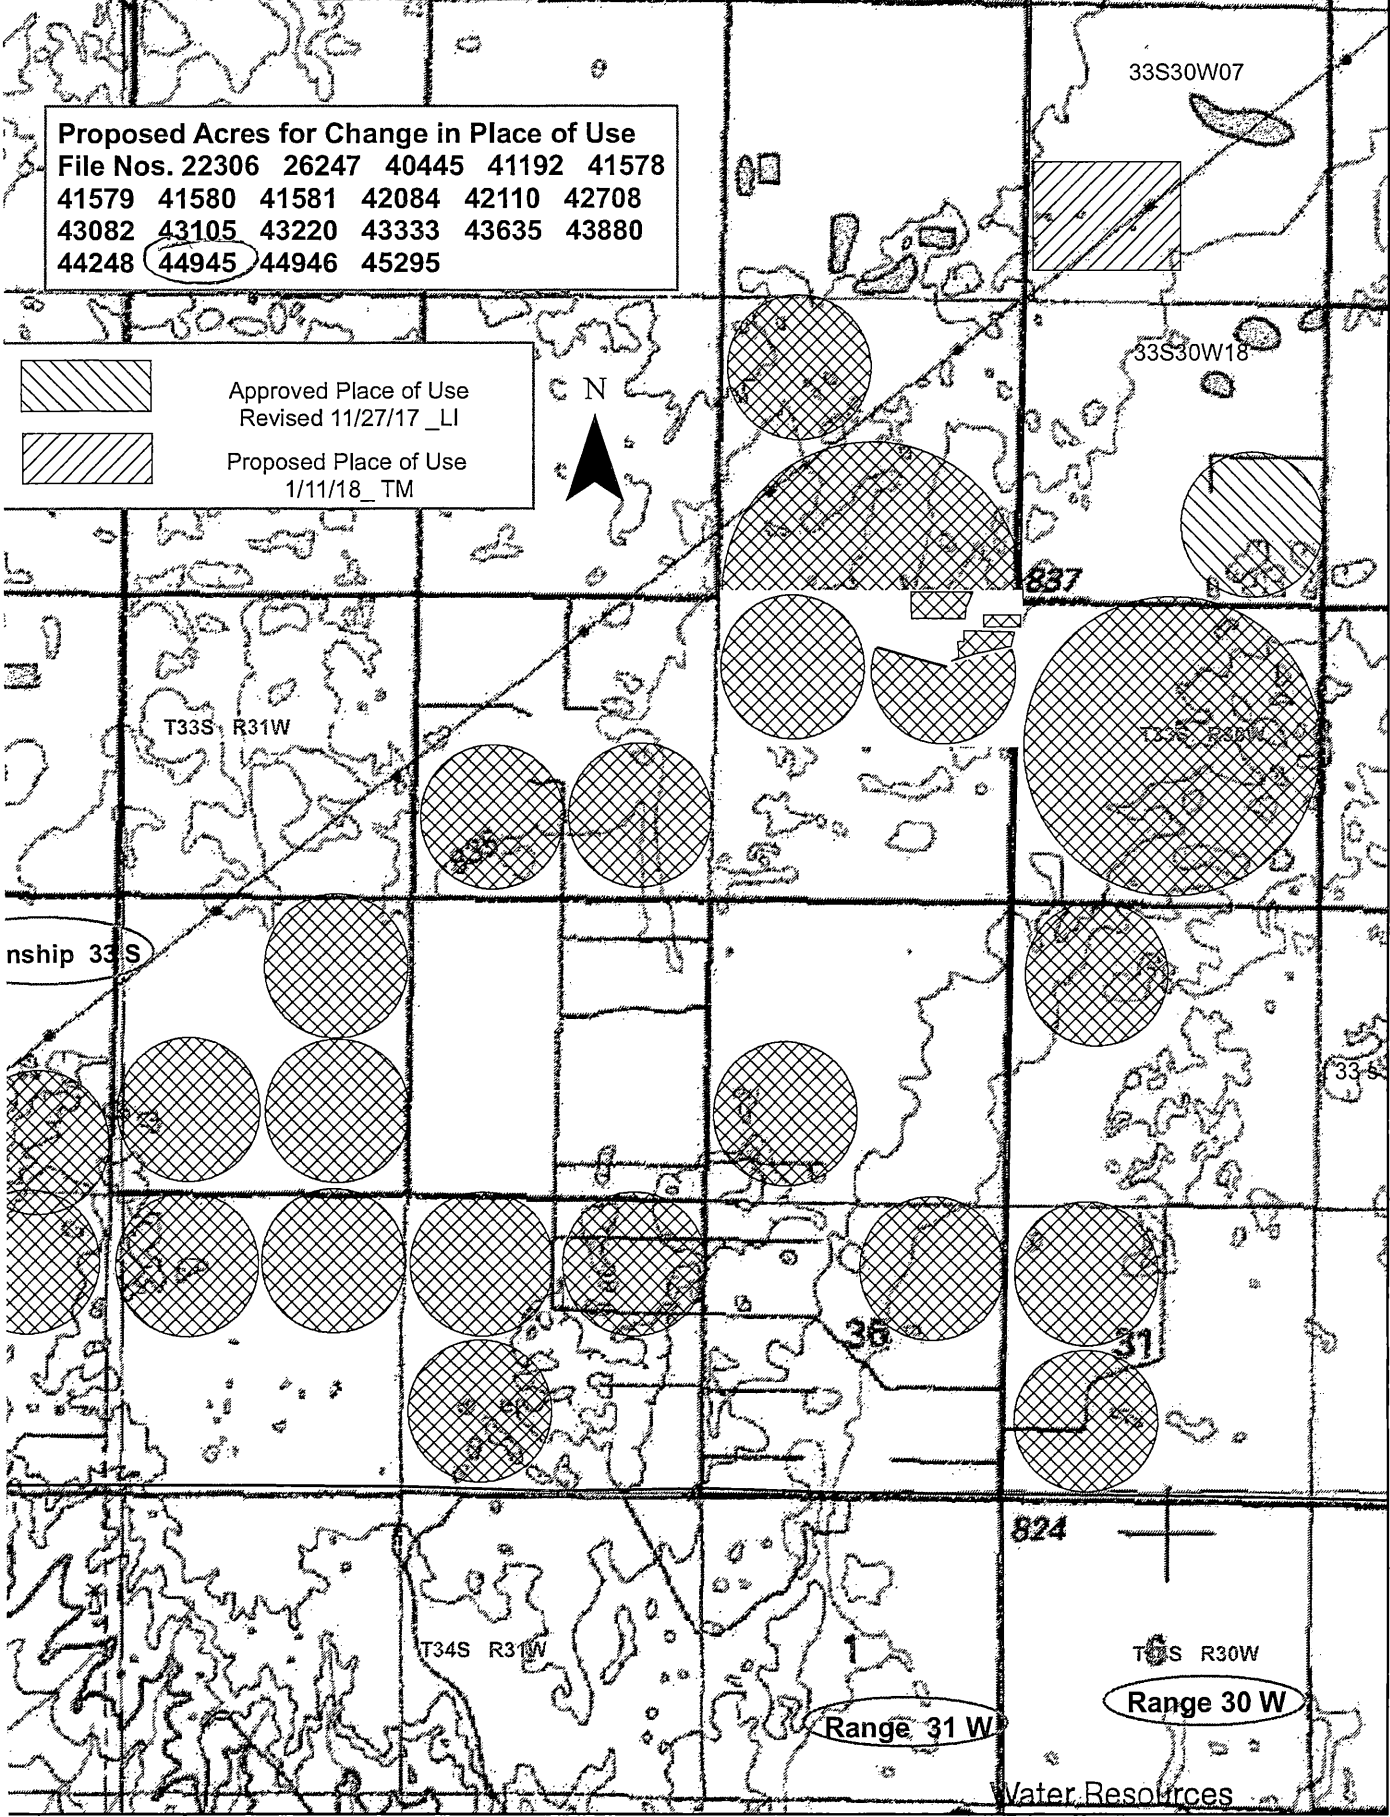 33S30W07
Proposed Acres for Change in Place of Use
File Nos. 22306 26247 40445 41192 41578
41579 41580 41581 42084 42110 42708
43082 43105 43220 43333 43635 43880
44248 44945 44946 45295
33S30W18
Approved Place of Use
Revised 11/27/17 _LI
Proposed Place of Use
1/11/18_ TM
N
837
T33S R31W
T33S R30W
835
nship 33 S
33 S
36
31
824
T34S R31W
1
R30W
Range 30 W
Range 31 W
Water Resources